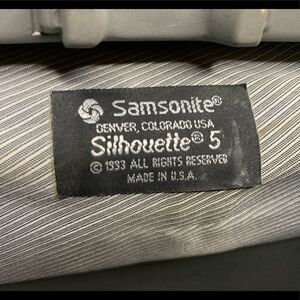 Samsonite®
DENVER, COLORADO USA
Silhouette® 5
© 1993 ALL RIGHTS RESERVED
MADE IN U.S.A.